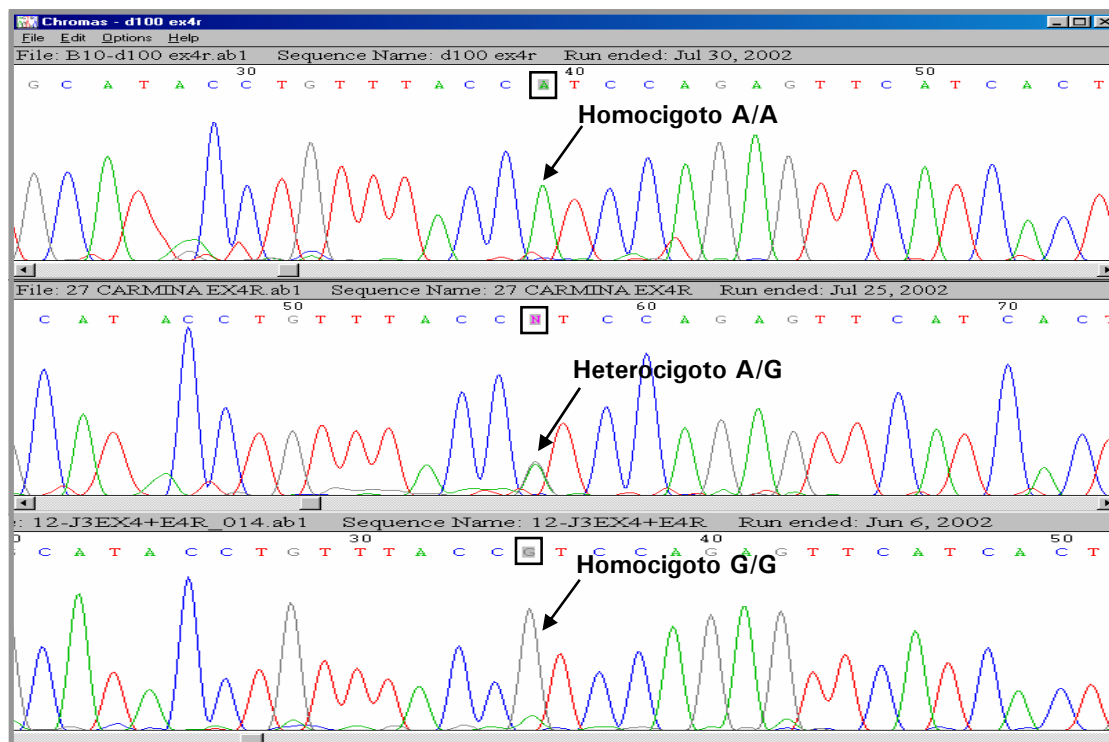 Chromas - d100 ex4r
File Edit Options Help
File: B10-d100 ex4r.ab1 Sequence Name: d100 ex4r Run ended: Jul 30, 2002
30 40 50
G C A T A C C T G T T T A C C A T C C A G A G T T C A T C A C T
Homocigoto A/A
File: 27 CARMINA EX4R.ab1 Sequence Name: 27 CARMINA EX4R Run ended: Jul 25, 2002
50 60 70
C A T A C C T G T T T A C C N T C C A G A G T T C A T C A C T
Heterocigoto A/G
: 12-J3EX4+E4R_014.ab1 Sequence Name: 12-J3EX4+E4R Run ended: Jun 6, 2002
30 40 50
C A T A C C T G T T T A C C G T C C A G A G T T C A T C A C T
Homocigoto G/G